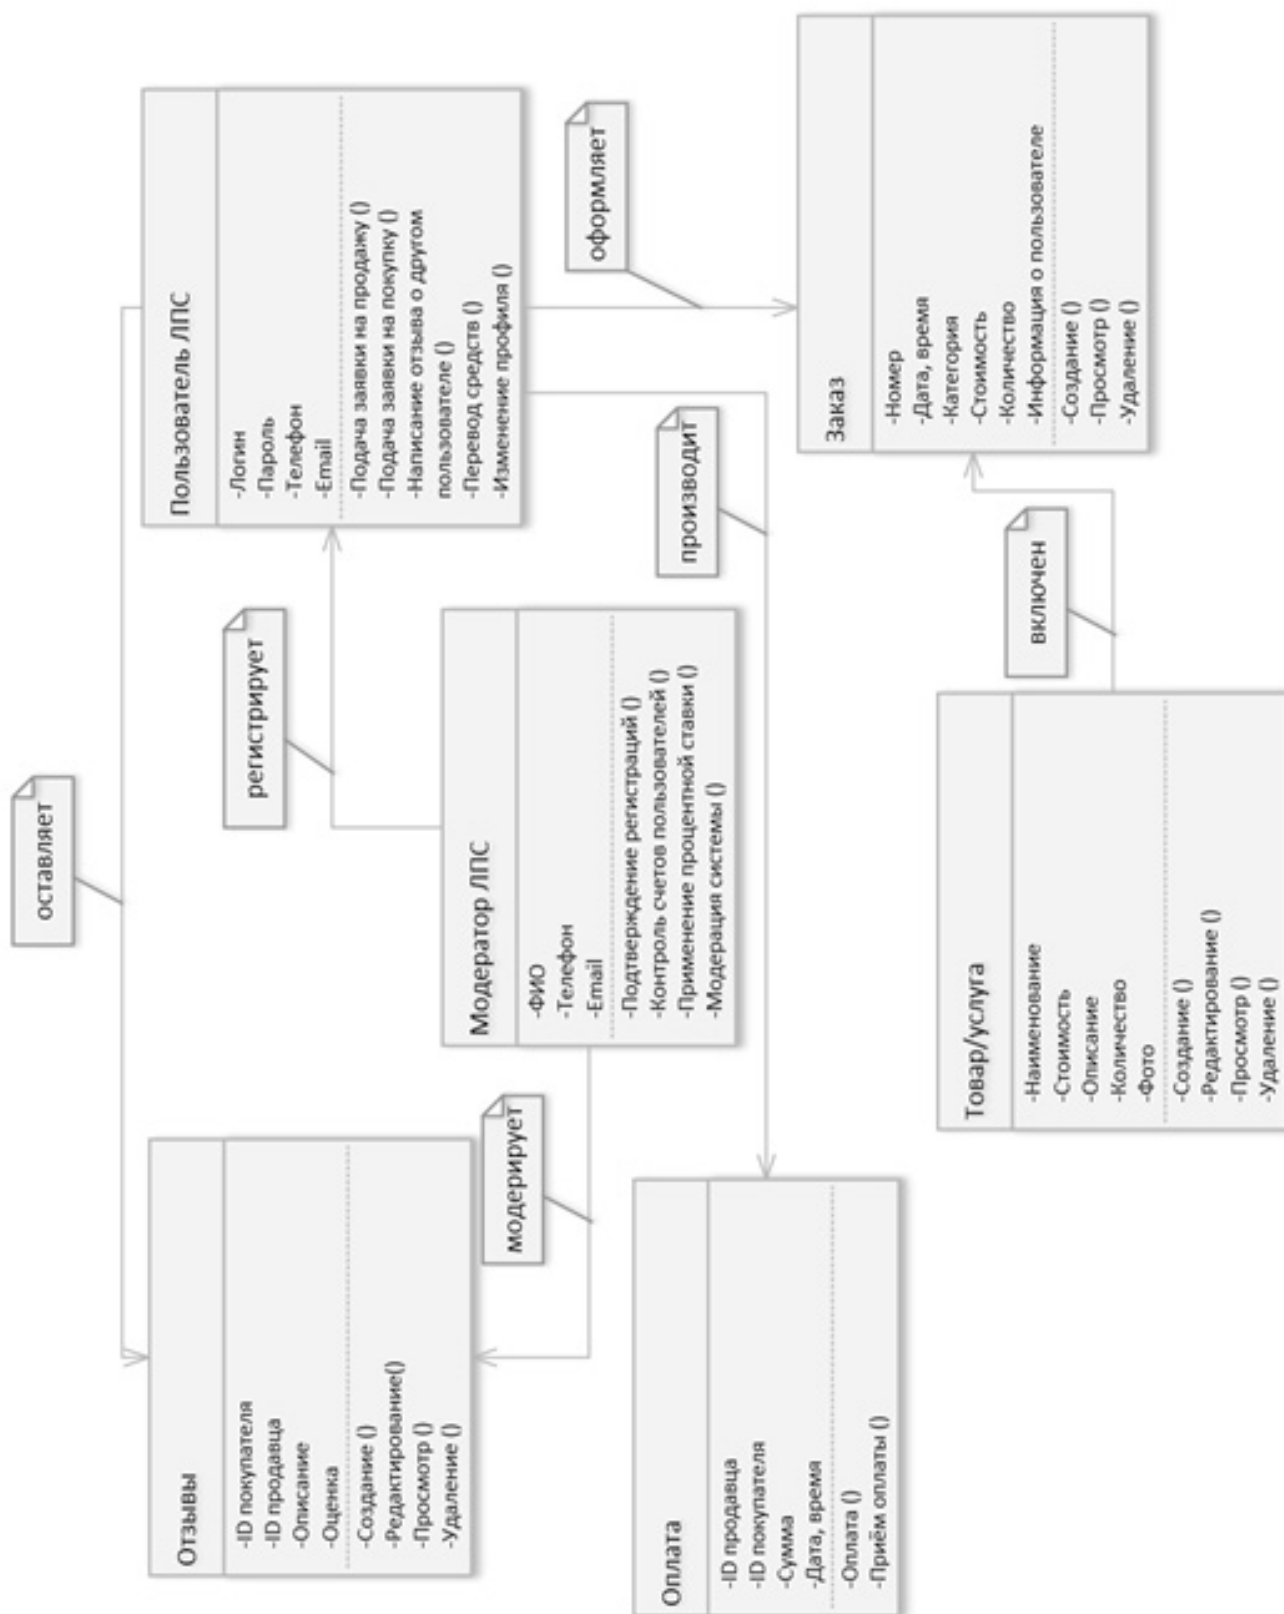 оставляет
Отзывы
-ID покупателя
-ID продавца
-Описание
-Оценка
-Создание ()
-Редактирование()
-Просмотр ()
-Удаление ()
регистрирует
Пользователь ЛПС
-Логин
-Пароль
-Телефон
-Email
-Подача заявки на продажу ()
-Подача заявки на покупку ()
-Написание отзыва о другом
пользователе ()
-Перевод средств ()
-Изменение профиля ()
Модератор ЛПС
-ФИО
-Телефон
-Email
-Подтверждение регистраций ()
-Контроль счетов пользователей ()
-Применение процентной ставки ()
-Модерация системы ()
модерирует
оформляет
производит
Оплата
-ID продавца
-ID покупателя
-Сумма
-Дата, время
-Оплата ()
-Приём оплаты ()
Заказ
-Номер
-Дата, время
-Категория
-Стоимость
-Количество
-Информация о пользователе
-Создание ()
-Просмотр ()
-Удаление ()
включен
Товар/услуга
-Наименование
-Стоимость
-Описание
-Количество
-Фото
-Создание ()
-Редактирование ()
-Просмотр ()
-Удаление ()